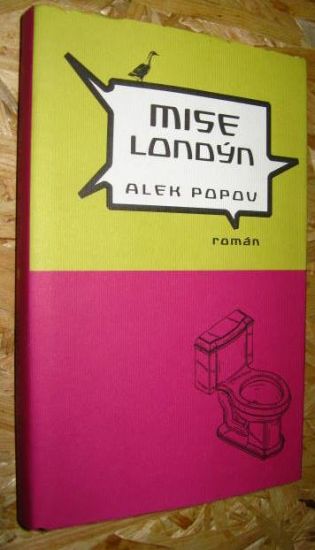 MISE
LONDÝN
ALEK POPOV
román